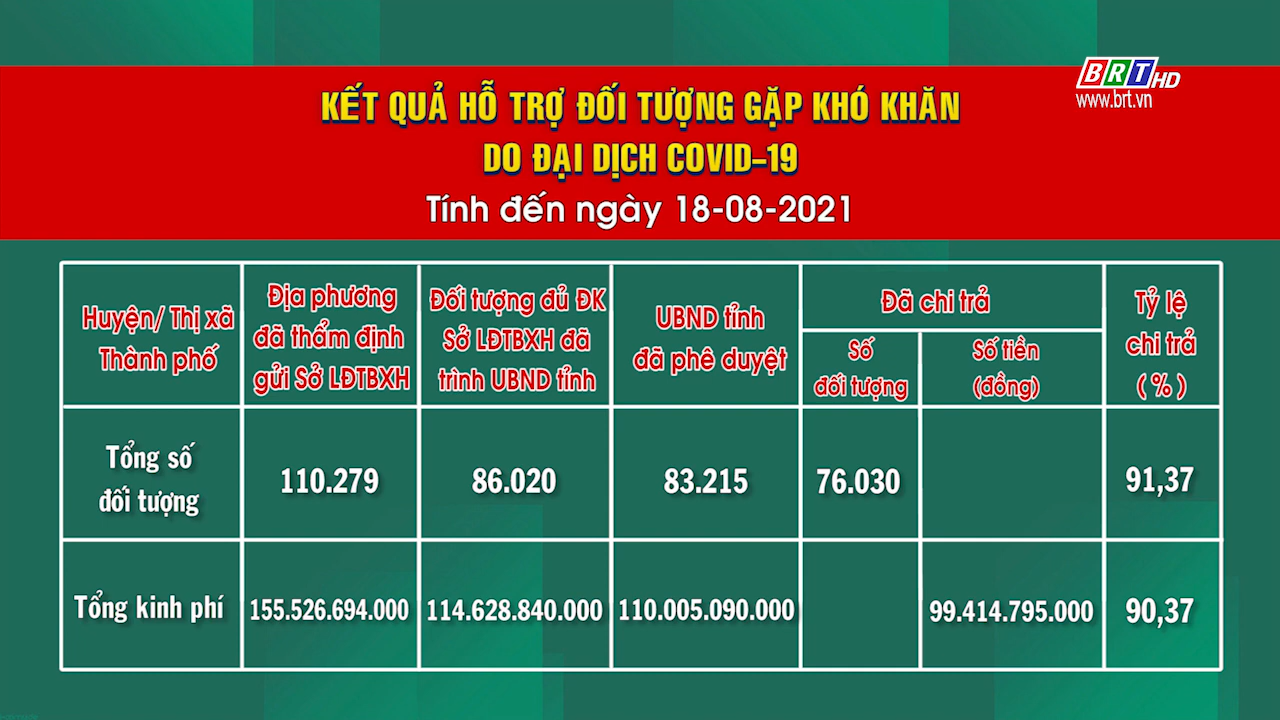 BRT HD
www.brt.vn
KẾT QUẢ HỖ TRỢ ĐỐI TƯỢNG GẶP KHÓ KHĂN
DO ĐẠI DỊCH COVID-19
Tính đến ngày 18-08-2021
Huyện/ Thị xã
Thành phố
Địa phương
đã thẩm định
gửi Sở LĐTBXH
Đối tượng đủ ĐK
Sở LĐTBXH đã
trình UBND tỉnh
UBND tỉnh
đã phê duyệt
Đã chi trả
Số
đối tượng
Số tiền
(đồng)
Tỷ lệ
chi trả
( % )
Tổng số
đối tượng
110.279
86.020
83.215
76.030
91,37
Tổng kinh phí
155.526.694.000
114.628.840.000
110.005.090.000
99.414.795.000
90,37